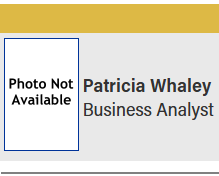 Photo Not
Available
Patricia Whaley
Business Analyst